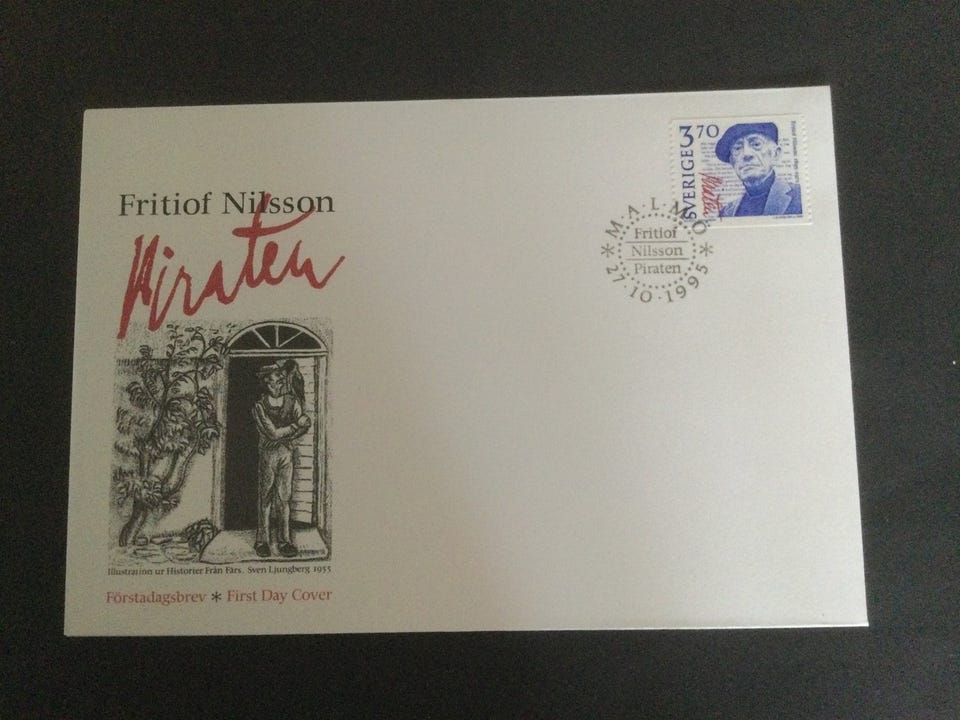 Fritiof Nilsson
Piraten
Illustration ur Historier Från Färs. Sven Ljungberg 1955
Förstadagsbrev * First Day Cover
SVERIGE 3 70
Piraten
* MALMÖ *
Fritiof
Nilsson
Piraten
27.10.1995